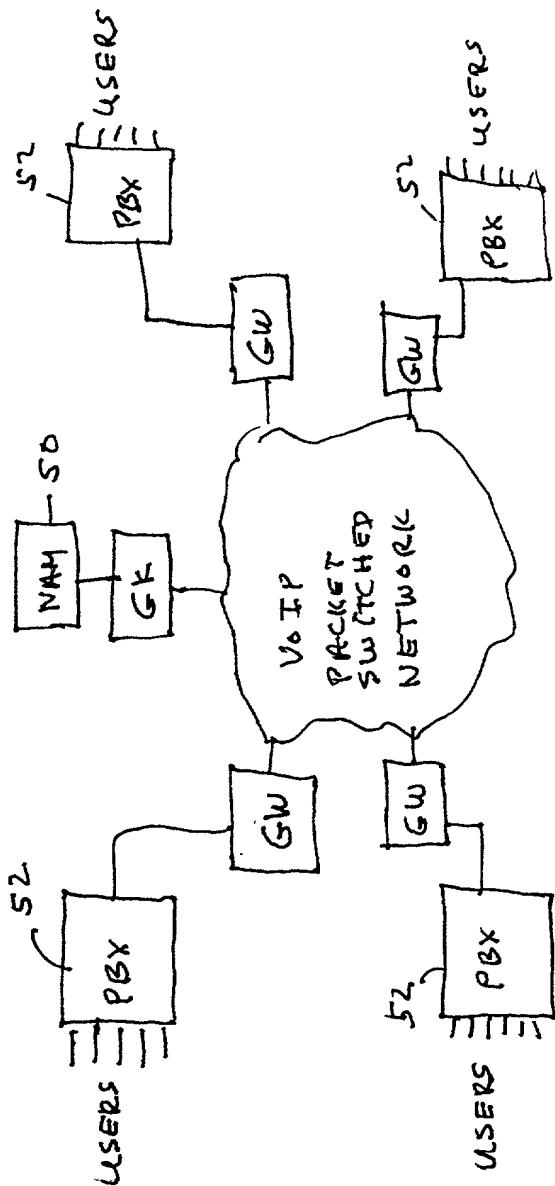 52
NAM 50
52
USERS PBX
GK
PBX USERS
GW
GW
VoIP
PACKET
SWITCHED
NETWORK
GW
GW
52
52
USERS PBX
PBX USERS